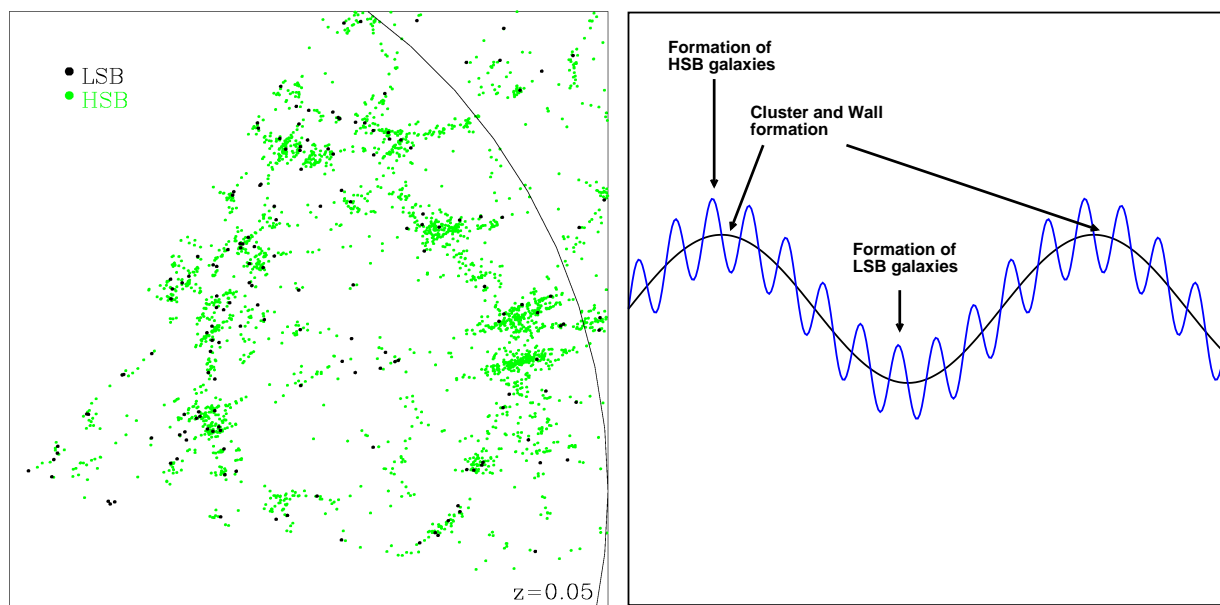 LSB
HSB
z=0.05
Formation of
HSB galaxies
Cluster and Wall
formation
Formation of
LSB galaxies